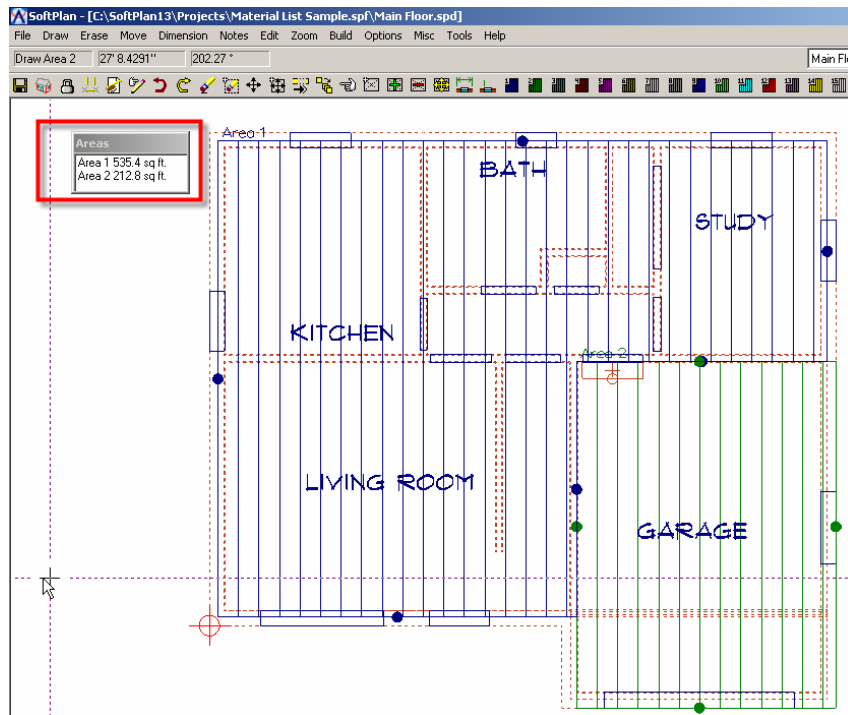 SoftPlan - [C:\SoftPlan13\Projects\Material List Sample.spf\Main Floor.spd]
File Draw Erase Move Dimension Notes Edit Zoom Build Options Misc Tools Help
Draw Area 2 27' 8.4291" 202.27 ° Main Flo
Areas
Area 1 535.4 sq ft.
Area 2 212.8 sq ft.
Area 1
BATH
STUDY
KITCHEN
Area 2
LIVING ROOM
GARAGE